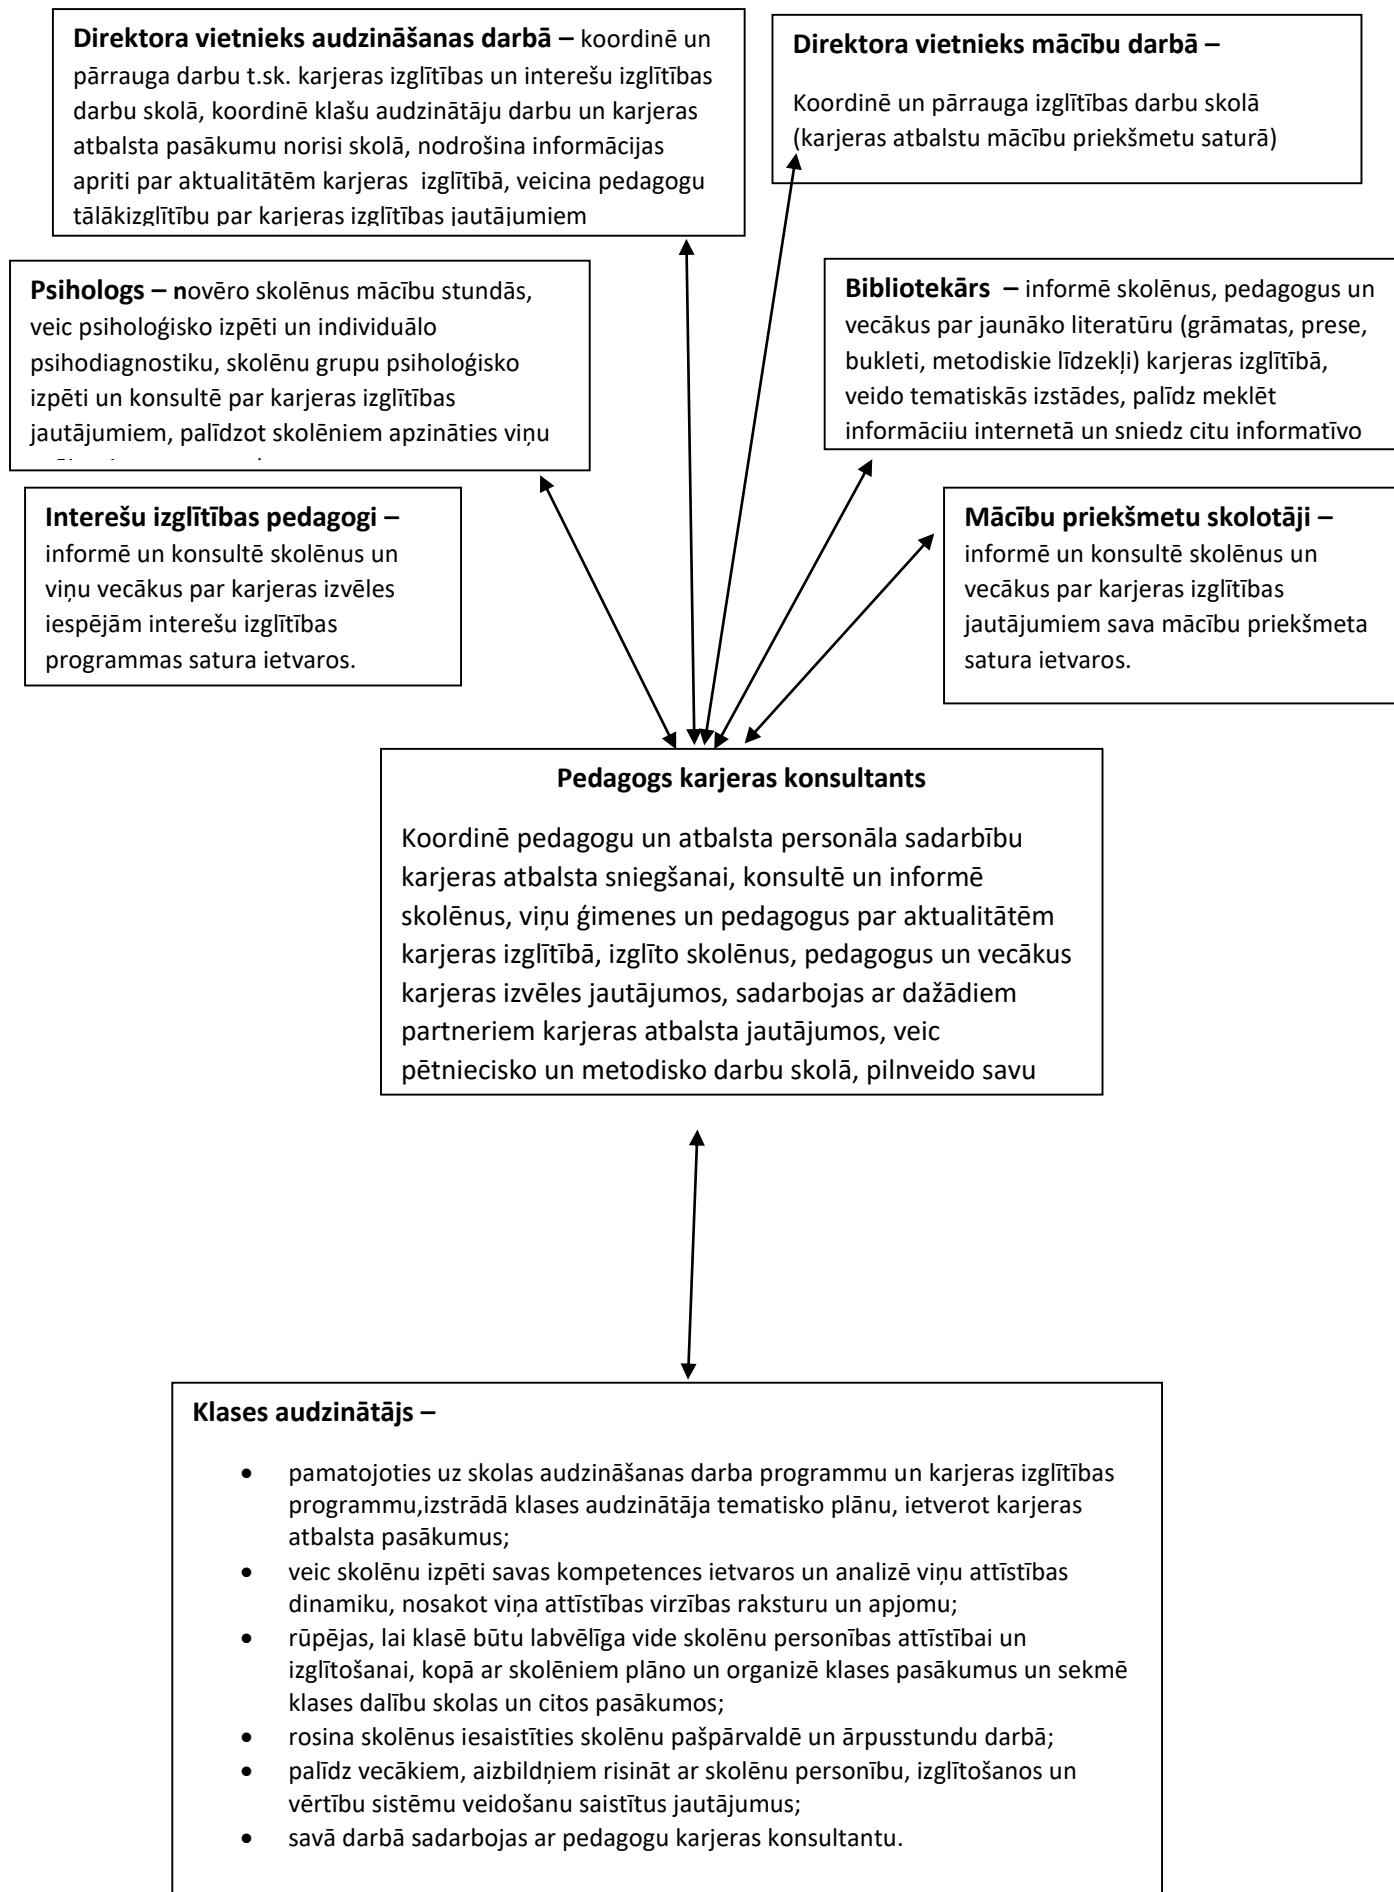 Direktora vietnieks audzināšanas darbā – koordinē un
pārrauga darbu t.sk. karjeras izglītības un interešu izglītības
darbu skolā, koordinē klašu audzinātāju darbu un karjeras
atbalsta pasākumu norisi skolā, nodrošina informācijas
apriti par aktualitātēm karjeras izglītībā, veicina pedagogu
tālākizglītību par karjeras izglītības jautājumiem
Direktora vietnieks mācību darbā –
Koordinē un pārrauga izglītības darbu skolā
(karjeras atbalstu mācību priekšmetu saturā)
Psihologs – novēro skolēnus mācību stundās,
veic psiholoģisko izpēti un individuālo
psihodiagnostiku, skolēnu grupu psiholoģisko
izpēti un konsultē par karjeras izglītības
jautājumiem, palīdzot skolēniem apzināties viņu
Bibliotekārs – informē skolēnus, pedagogus un
vecākus par jaunāko literatūru (grāmatas, prese,
bukleti, metodiskie līdzekļi) karjeras izglītībā,
veido tematiskās izstādes, palīdz meklēt
informāciju internetā un sniedz citu informatīvo
Interešu izglītības pedagogi –
informē un konsultē skolēnus un
viņu vecākus par karjeras izvēles
iespējām interešu izglītības
programmas satura ietvaros.
Mācību priekšmetu skolotāji –
informē un konsultē skolēnus un
vecākus par karjeras izglītības
jautājumiem sava mācību priekšmeta
satura ietvaros.
Pedagogs karjeras konsultants
Koordinē pedagogu un atbalsta personāla sadarbību
karjeras atbalsta sniegšanai, konsultē un informē
skolēnus, viņu ģimenes un pedagogus par aktualitātēm
karjeras izglītībā, izglīto skolēnus, pedagogus un vecākus
karjeras izvēles jautājumos, sadarbojas ar dažādiem
partneriem karjeras atbalsta jautājumos, veic
pētniecisko un metodisko darbu skolā, pilnveido savu
Klases audzinātājs –
• pamatojoties uz skolas audzināšanas darba programmu un karjeras izglītības
programmu,izstrādā klases audzinātāja tematisko plānu, ietverot karjeras
atbalsta pasākumus;
• veic skolēnu izpēti savas kompetences ietvaros un analizē viņu attīstības
dinamiku, nosakot viņa attīstības virzības raksturu un apjomu;
• rūpējas, lai klasē būtu labvēlīga vide skolēnu personības attīstībai un
izglītošanai, kopā ar skolēniem plāno un organizē klases pasākumus un sekmē
klases dalību skolas un citos pasākumos;
• rosina skolēnus iesaistīties skolēnu pašpārvaldē un ārpusstundu darbā;
• palīdz vecākiem, aizbildņiem risināt ar skolēnu personību, izglītošanos un
vērtību sistēmu veidošanu saistītus jautājumus;
• savā darbā sadarbojas ar pedagogu karjeras konsultantu.